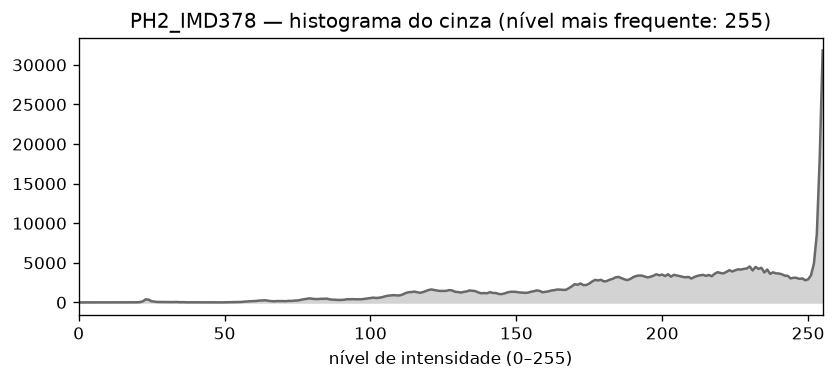 PH2_IMD378 — histograma do cinza (nível mais frequente: 255)
30000
25000
20000
15000
10000
5000
0
0 50 100 150 200 250
nível de intensidade (0–255)